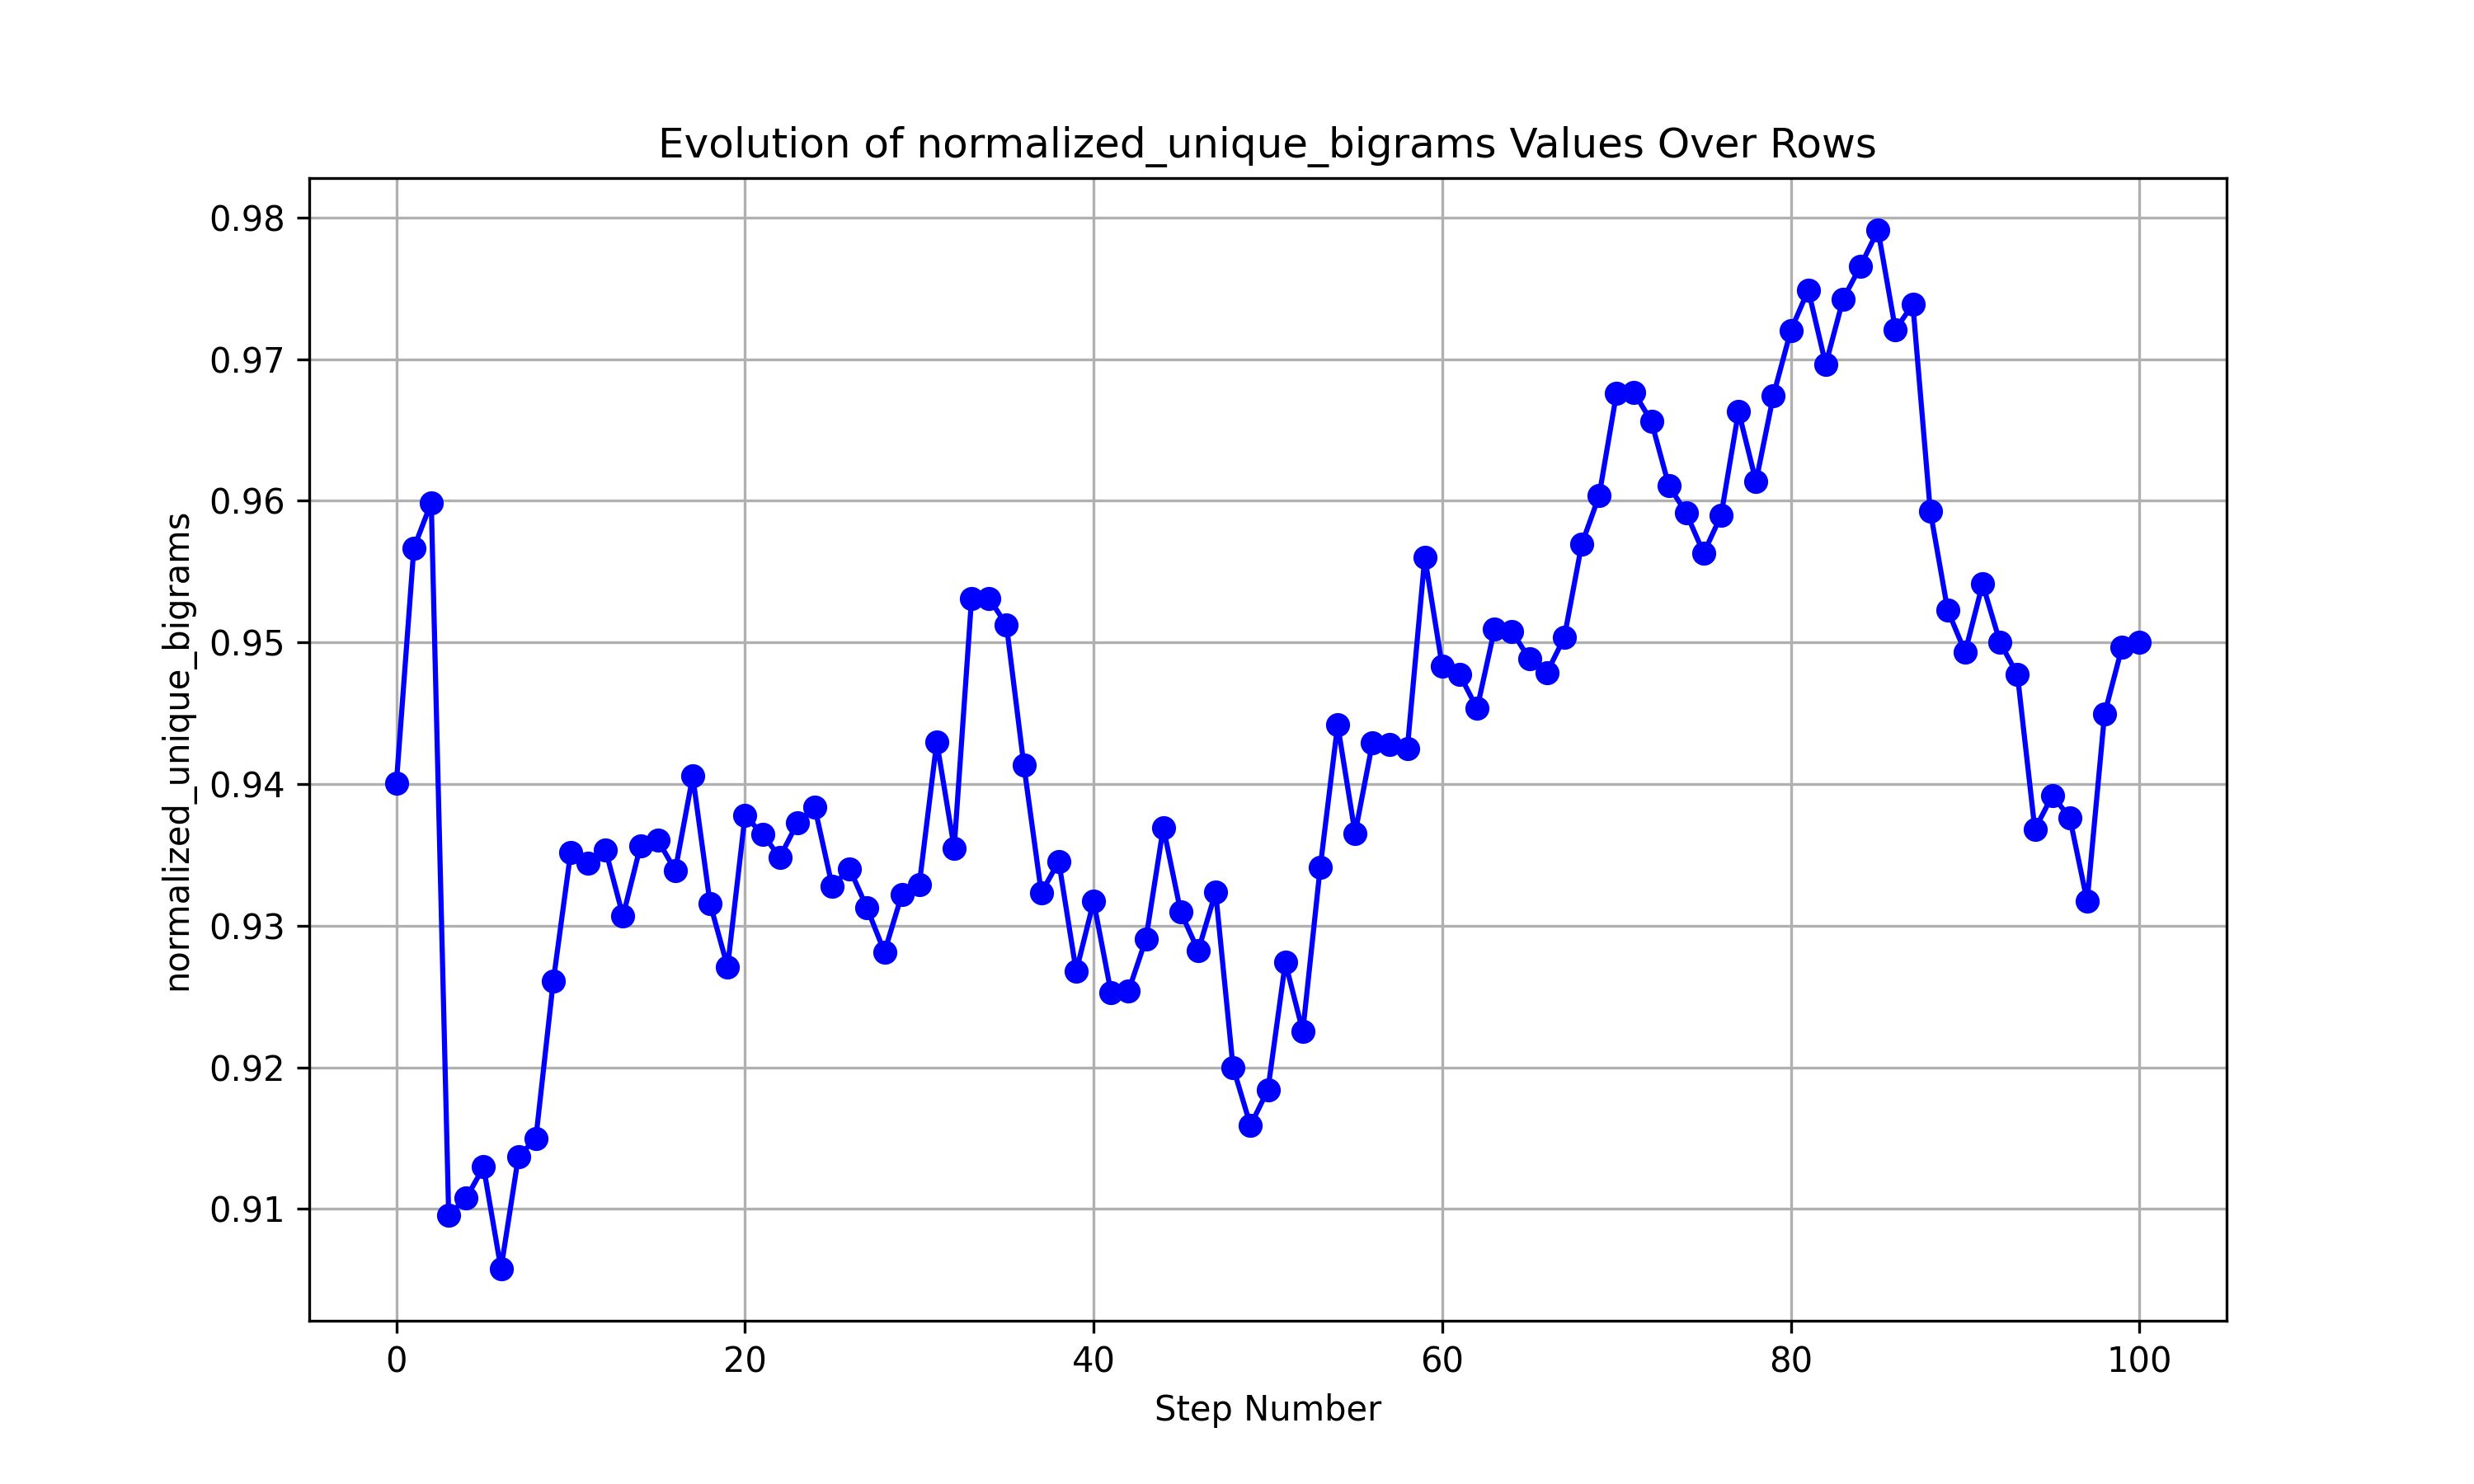 Evolution of normalized_unique_bigrams Values Over Rows
normalized_unique_bigrams
0.98
0.97
0.96
0.95
0.94
0.93
0.92
0.91
0 20 40 60 80 100
Step Number